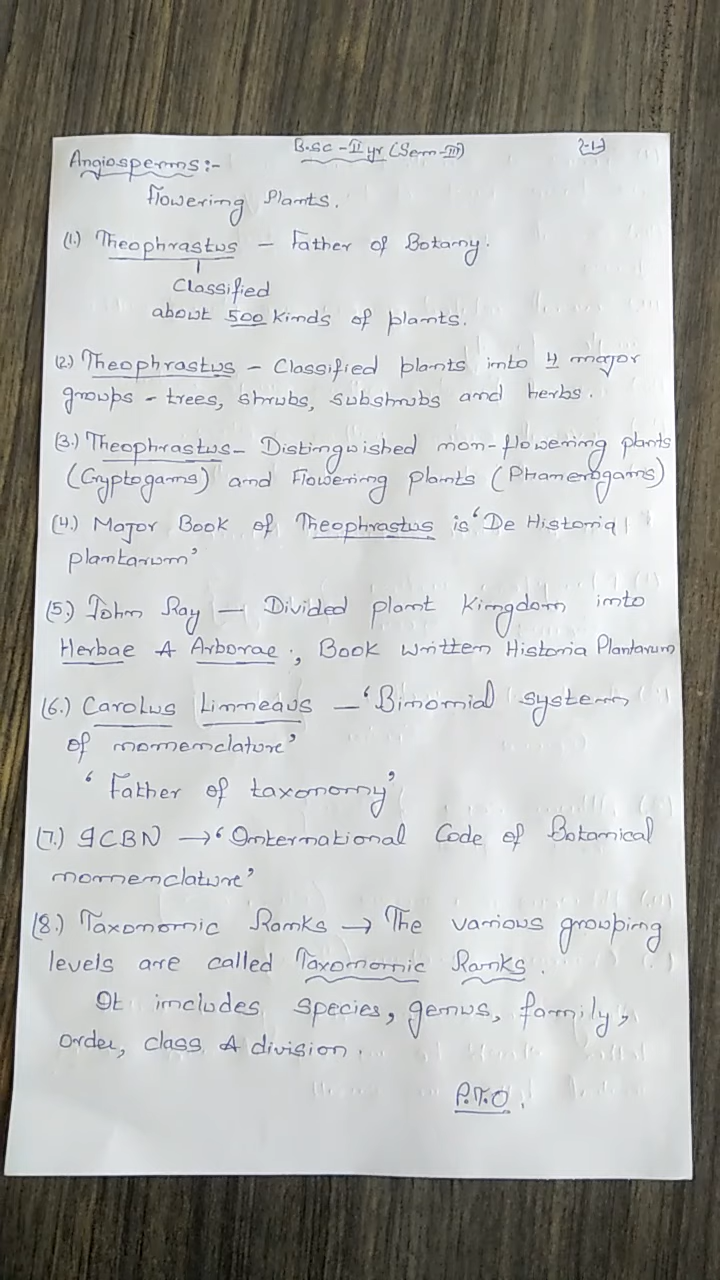 B.sc - II yr (Sem-III)
Angiosperms:-
Flowering Plants.
(1.) Theophrastus - Father of Botany.
Classified
about 500 kinds of plants.
(2.) Theophrastus - Classified plants into 4 major
groups - trees, shrubs, subshrubs and herbs.
(3.) Theophrastus - Distinguished non-flowering plants
(Cryptogams) and Flowering Plants (Phanerogams)
(4.) Major Book of Theophrastus is 'De Historia
plantarum'
(5.) John Ray - Divided plant kingdom into
Herbae & Arborae; Book written Historia Plantarum
(6.) Carolus Linneaus - 'Binomial system
of nomenclature'
'Father of taxonomy'
(7.) ICBN → 'International Code of Botanical
nomenclature'
(8.) Taxonomic Ranks → The various grouping
levels are called Taxonomic Ranks.
It includes species, genus, family,
order, class & division.
P.T.O.